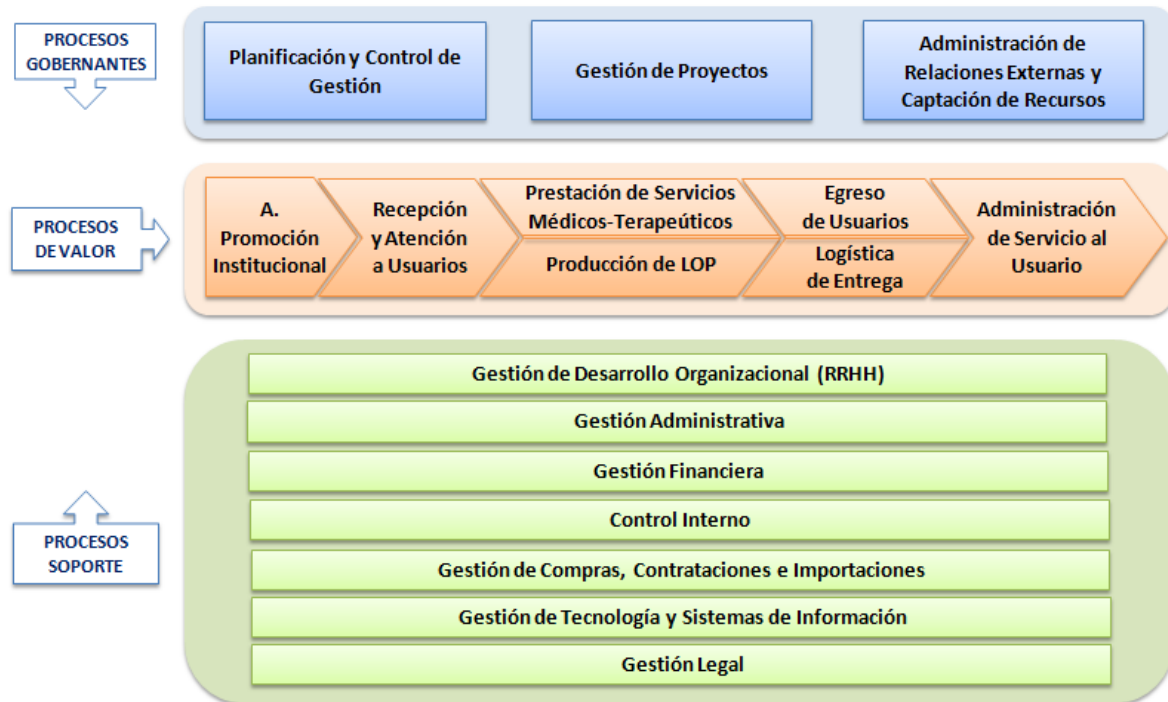 PROCESOS
GOBERNANTES
Planificación y Control de
Gestión
Gestión de Proyectos
Administración de
Relaciones Externas y
Captación de Recursos
PROCESOS
DE VALOR
A.
Promoción
Institucional
Recepción
y Atención
a Usuarios
Prestación de Servicios
Médicos-Terapeúticos
Producción de LOP
Egreso
de Usuarios
Logística
de Entrega
Administración
de Servicio al
Usuario
PROCESOS
SOPORTE
Gestión de Desarrollo Organizacional (RRHH)
Gestión Administrativa
Gestión Financiera
Control Interno
Gestión de Compras, Contrataciones e Importaciones
Gestión de Tecnología y Sistemas de Información
Gestión Legal